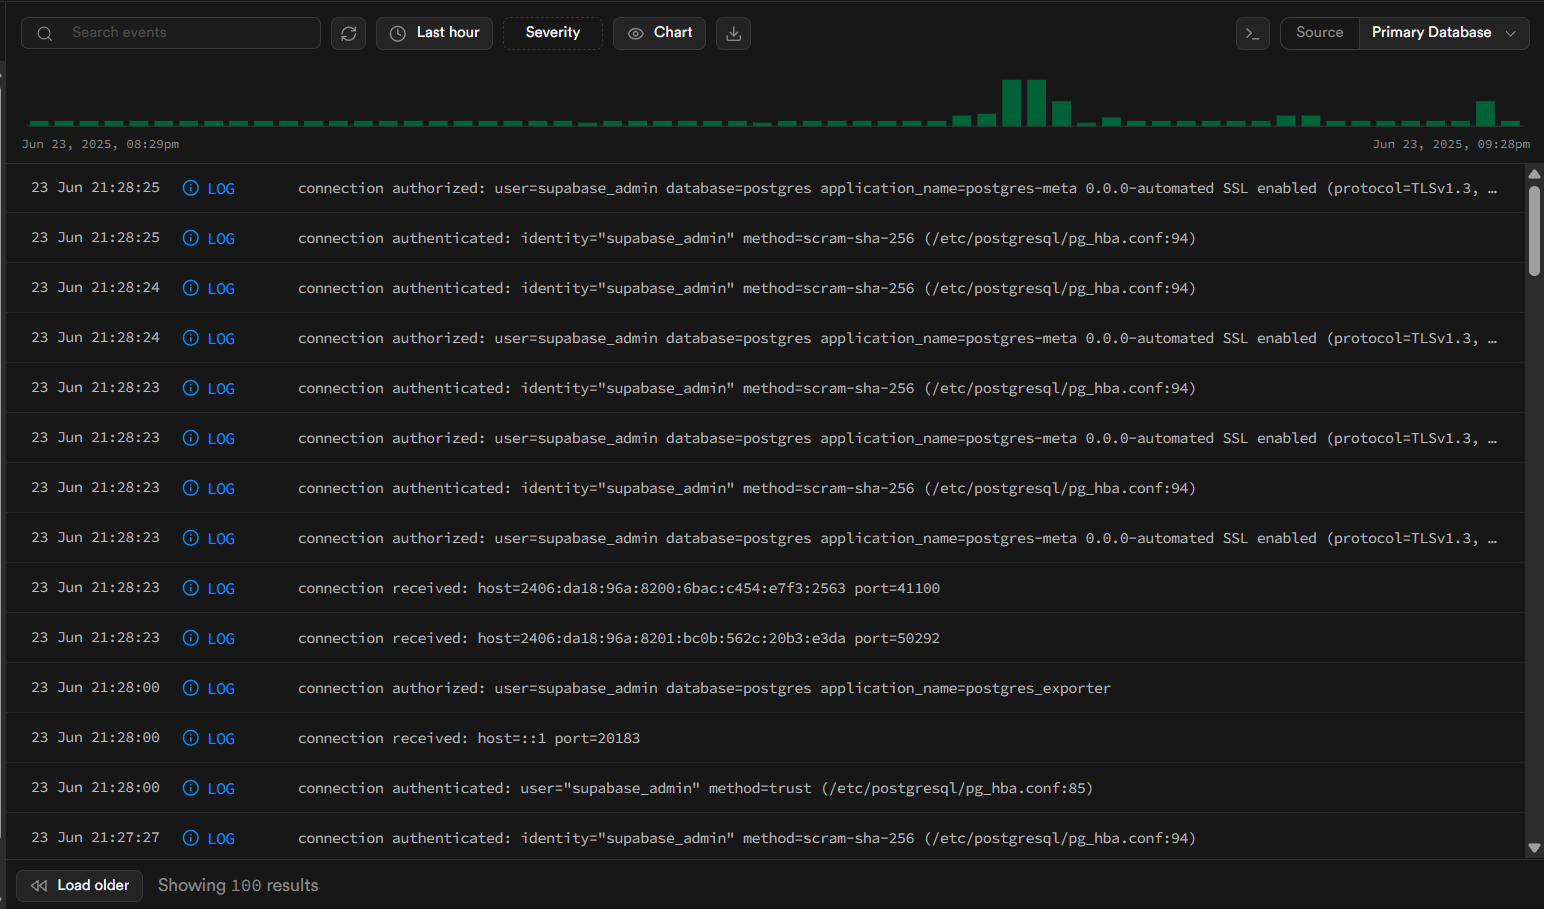 Search events Last hour Severity Chart Source Primary Database
Jun 23, 2025, 08:29pm Jun 23, 2025, 09:28pm
23 Jun 21:28:25 LOG connection authorized: user=supabase_admin database=postgres application_name=postgres-meta 0.0.0-automated SSL enabled (protocol=TLSv1.3, …
23 Jun 21:28:25 LOG connection authenticated: identity="supabase_admin" method=scram-sha-256 (/etc/postgresql/pg_hba.conf:94)
23 Jun 21:28:24 LOG connection authenticated: identity="supabase_admin" method=scram-sha-256 (/etc/postgresql/pg_hba.conf:94)
23 Jun 21:28:24 LOG connection authorized: user=supabase_admin database=postgres application_name=postgres-meta 0.0.0-automated SSL enabled (protocol=TLSv1.3, …
23 Jun 21:28:23 LOG connection authenticated: identity="supabase_admin" method=scram-sha-256 (/etc/postgresql/pg_hba.conf:94)
23 Jun 21:28:23 LOG connection authorized: user=supabase_admin database=postgres application_name=postgres-meta 0.0.0-automated SSL enabled (protocol=TLSv1.3, …
23 Jun 21:28:23 LOG connection authenticated: identity="supabase_admin" method=scram-sha-256 (/etc/postgresql/pg_hba.conf:94)
23 Jun 21:28:23 LOG connection authorized: user=supabase_admin database=postgres application_name=postgres-meta 0.0.0-automated SSL enabled (protocol=TLSv1.3, …
23 Jun 21:28:23 LOG connection received: host=2406:da18:96a:8200:6bac:c454:e7f3:2563 port=41100
23 Jun 21:28:23 LOG connection received: host=2406:da18:96a:8201:bc0b:562c:20b3:e3da port=50292
23 Jun 21:28:00 LOG connection authorized: user=supabase_admin database=postgres application_name=postgres_exporter
23 Jun 21:28:00 LOG connection received: host=::1 port=20183
23 Jun 21:28:00 LOG connection authenticated: user="supabase_admin" method=trust (/etc/postgresql/pg_hba.conf:85)
23 Jun 21:27:27 LOG connection authenticated: identity="supabase_admin" method=scram-sha-256 (/etc/postgresql/pg_hba.conf:94)
Load older Showing 100 results